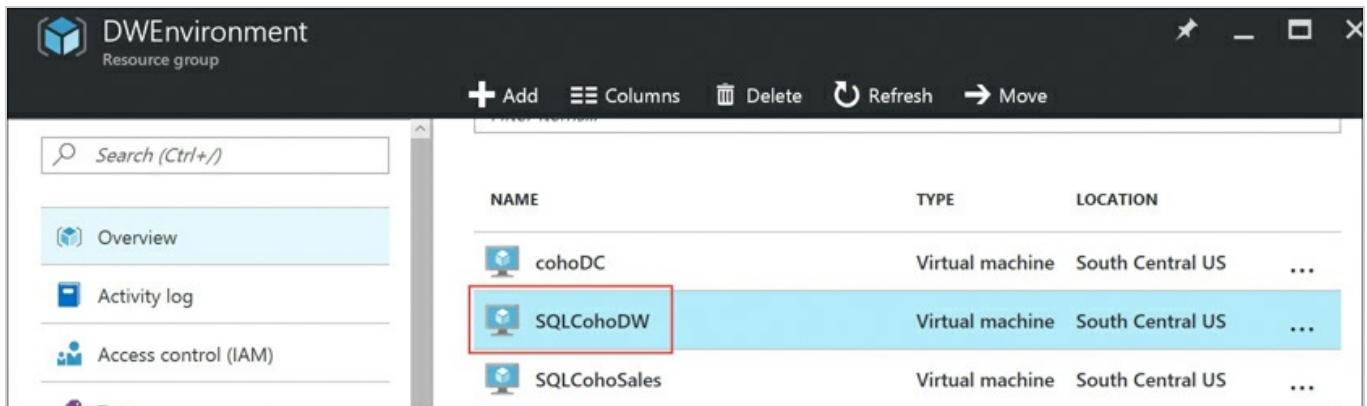 DWEnvironment
Resource group
Add Columns Delete Refresh Move
Search (Ctrl+/)
NAME TYPE LOCATION
Overview
cohoDC Virtual machine South Central US ...
Activity log
SQLCohoDW Virtual machine South Central US ...
Access control (IAM)
SQLCohoSales Virtual machine South Central US ...